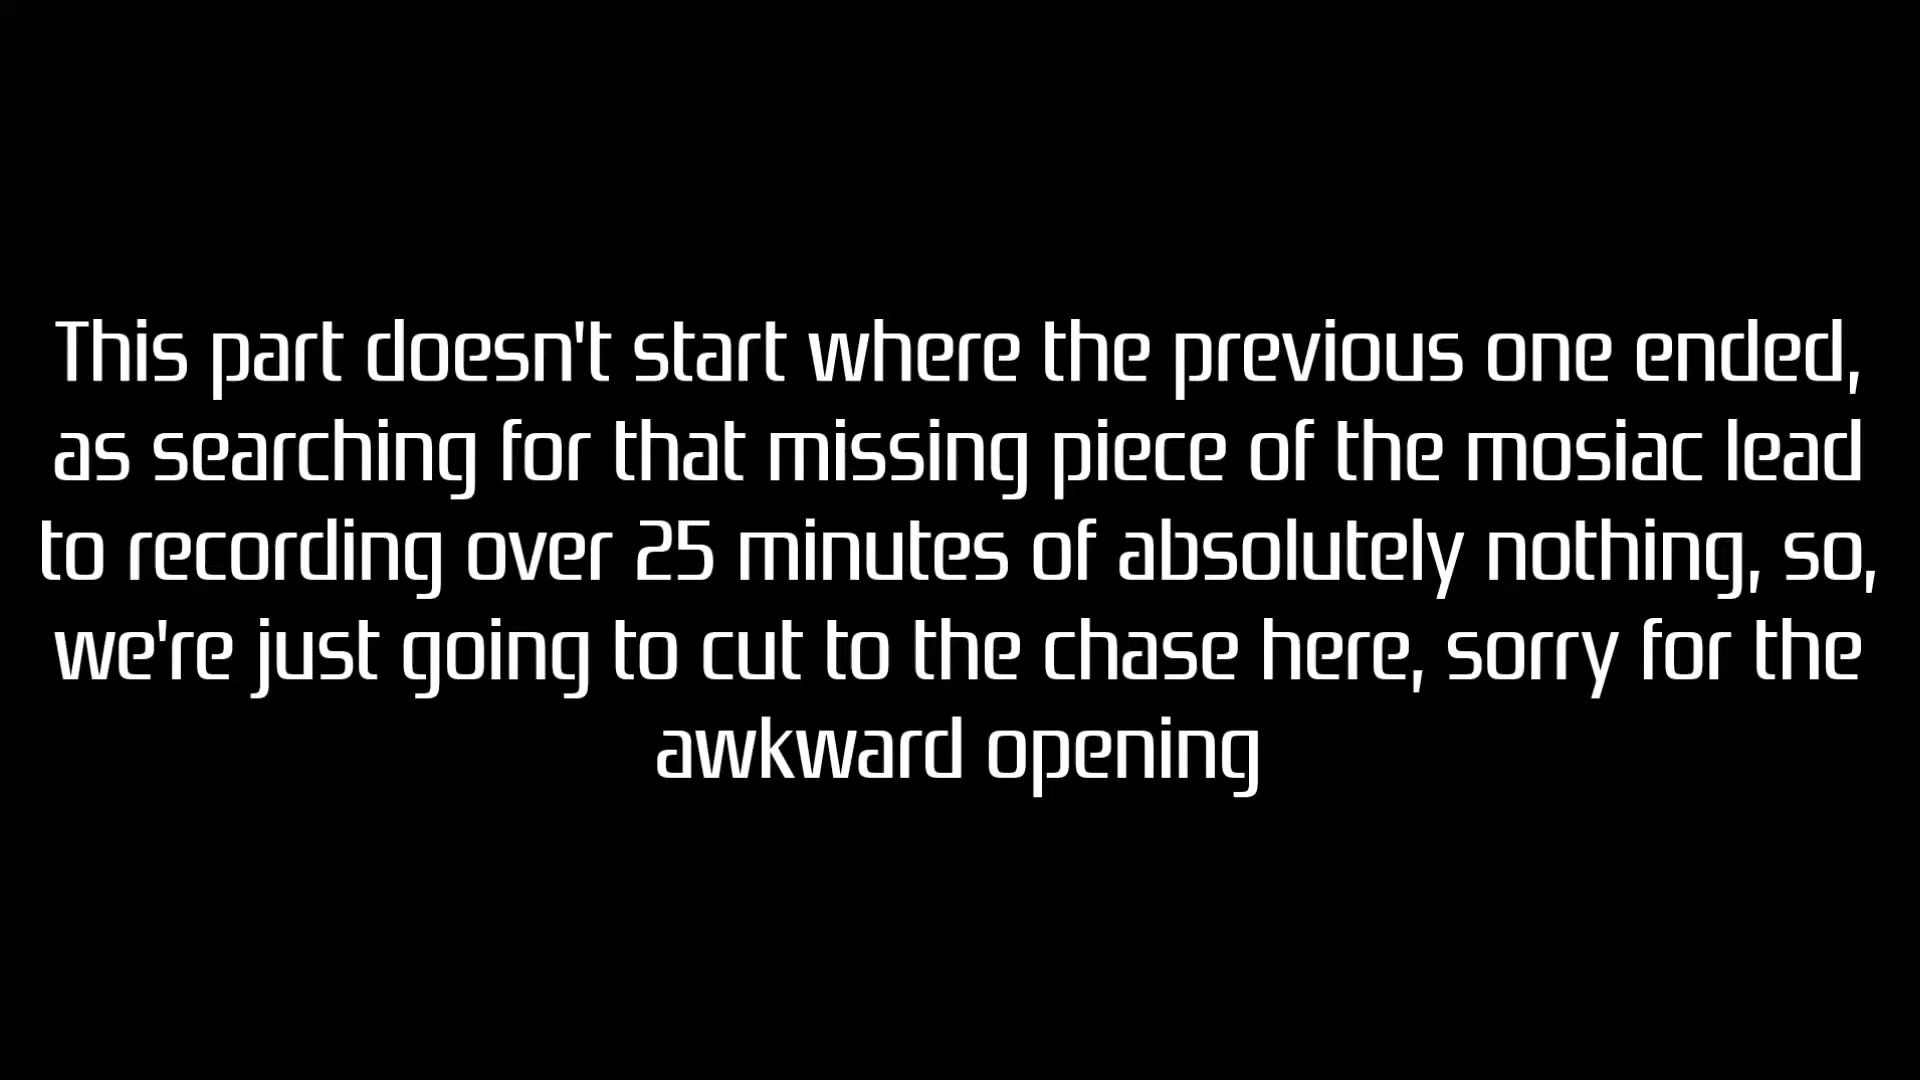 This part doesn't start where the previous one ended,
as searching for that missing piece of the mosiac lead
to recording over 25 minutes of absolutely nothing, so,
we're just going to cut to the chase here, sorry for the
awkward opening